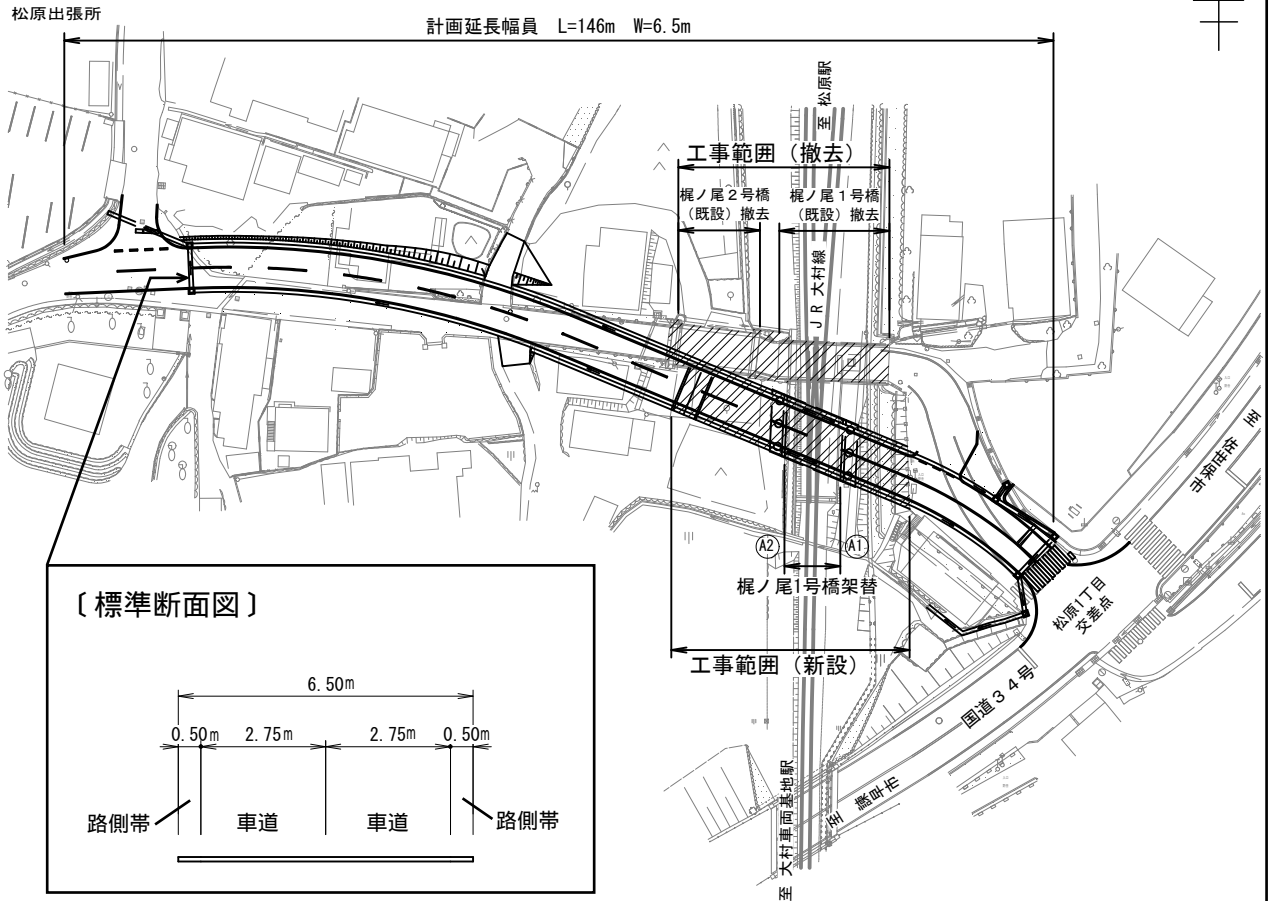 松原出張所
計画延長幅員 L=146m W=6.5m
至 松原駅
工事範囲（撤去）
梶ノ尾２号橋
（既設）撤去
梶ノ尾１号橋
（既設）撤去
ＪＲ大村線
至 佐世保市
A2
A1
梶ノ尾1号橋架替
松原1丁目
交差点
工事範囲（新設）
国道３４号
至 諫早市
至 大村車両基地駅
〔標準断面図〕
6.50m
0.50m 2.75m 2.75m 0.50m
路側帯 車道 車道 路側帯